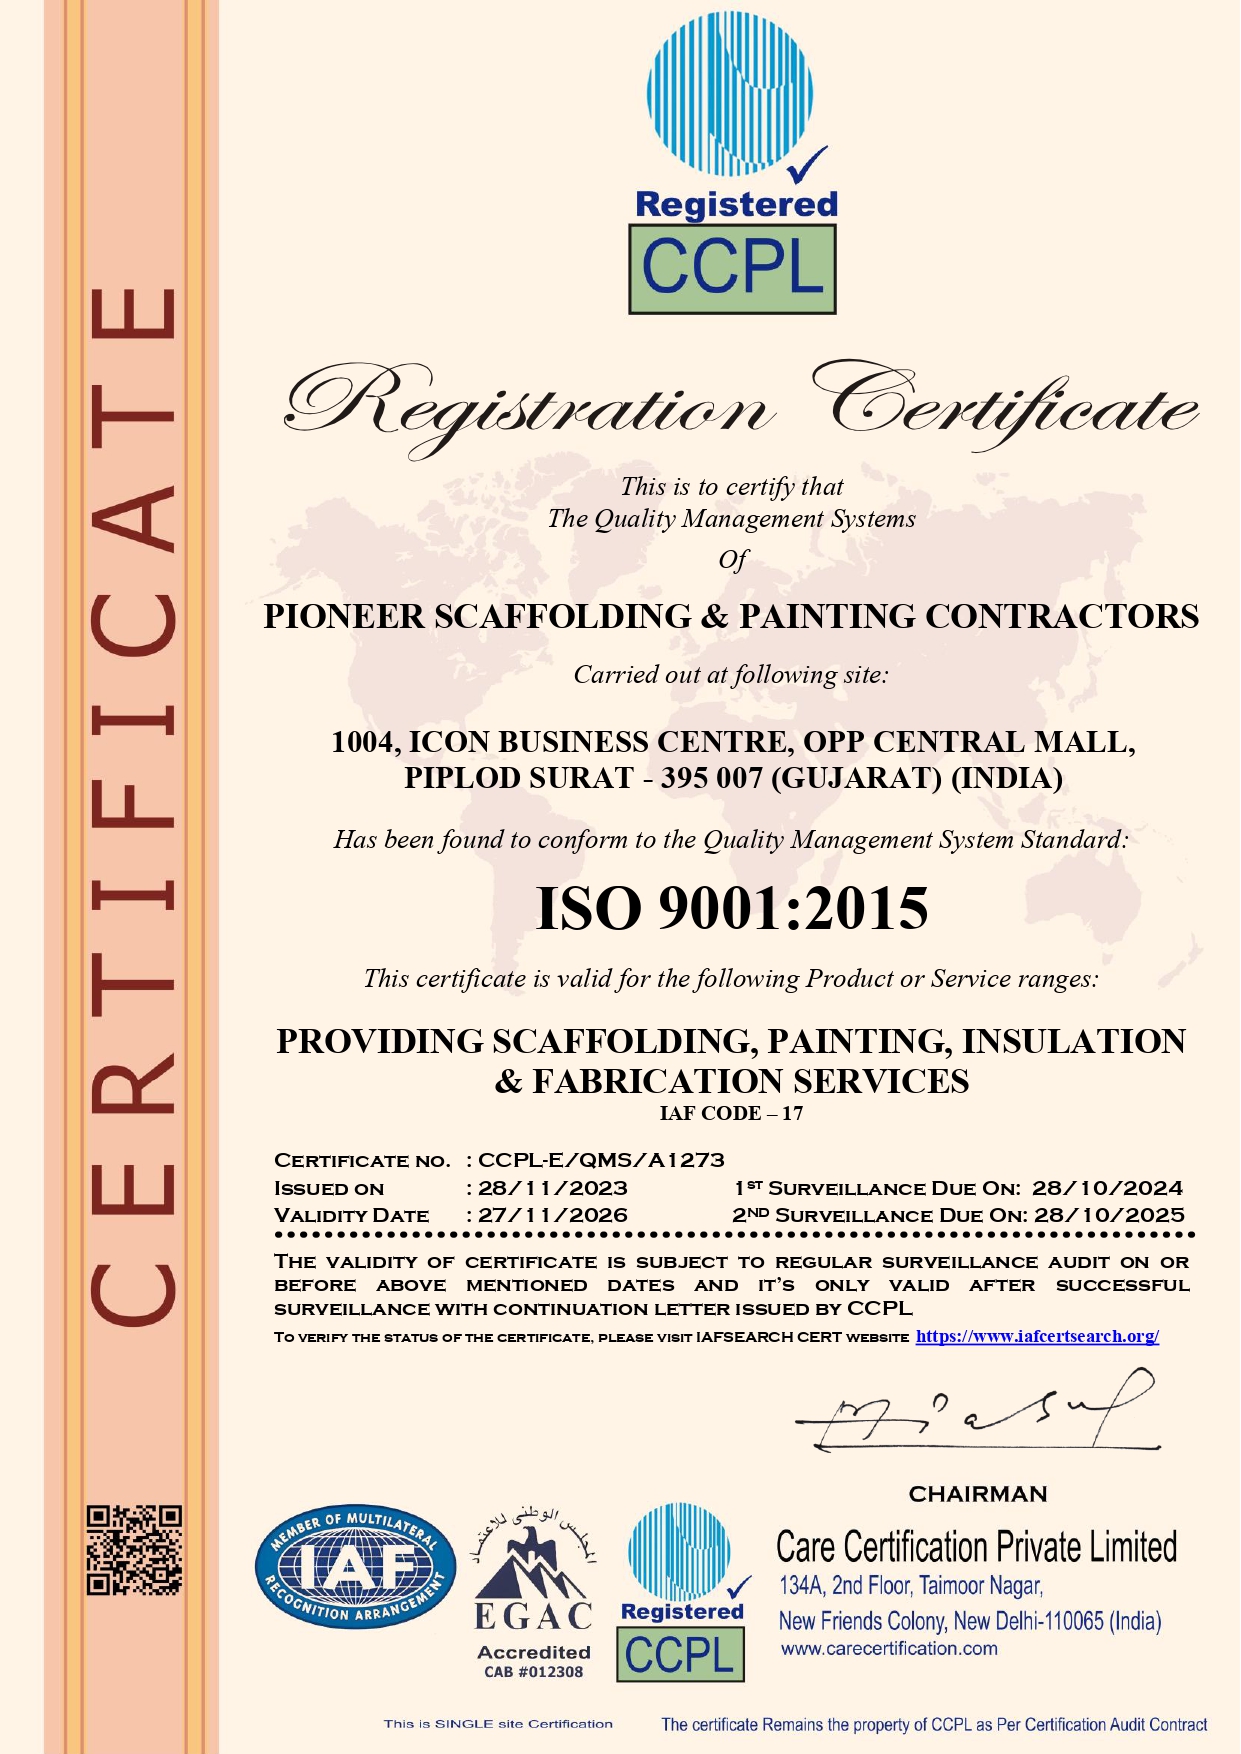 CERTIFICATE
Registered
CCPL
Registration Certificate
This is to certify that
The Quality Management Systems
Of
PIONEER SCAFFOLDING & PAINTING CONTRACTORS
Carried out at following site:
1004, ICON BUSINESS CENTRE, OPP CENTRAL MALL,
PIPLOD SURAT - 395 007 (GUJARAT) (INDIA)
Has been found to conform to the Quality Management System Standard:
ISO 9001:2015
This certificate is valid for the following Product or Service ranges:
PROVIDING SCAFFOLDING, PAINTING, INSULATION
& FABRICATION SERVICES
IAF CODE – 17
CERTIFICATE NO. : CCPL-E/QMS/A1273
ISSUED ON : 28/11/2023 1ST SURVEILLANCE DUE ON: 28/10/2024
VALIDITY DATE : 27/11/2026 2ND SURVEILLANCE DUE ON: 28/10/2025
THE VALIDITY OF CERTIFICATE IS SUBJECT TO REGULAR SURVEILLANCE AUDIT ON OR
BEFORE ABOVE MENTIONED DATES AND IT'S ONLY VALID AFTER SUCCESSFUL
SURVEILLANCE WITH CONTINUATION LETTER ISSUED BY CCPL
TO VERIFY THE STATUS OF THE CERTIFICATE, PLEASE VISIT IAFSEARCH CERT WEBSITE https://www.iafcertsearch.org/
CHAIRMAN
MEMBER OF MULTILATERAL
IAF
RECOGNITION ARRANGEMENT
المجلس الوطنى للاعتماد
EGAC
Accredited
CAB #012308
Registered
CCPL
Care Certification Private Limited
134A, 2nd Floor, Taimoor Nagar,
New Friends Colony, New Delhi-110065 (India)
www.carecertification.com
This is SINGLE site Certification
The certificate Remains the property of CCPL as Per Certification Audit Contract